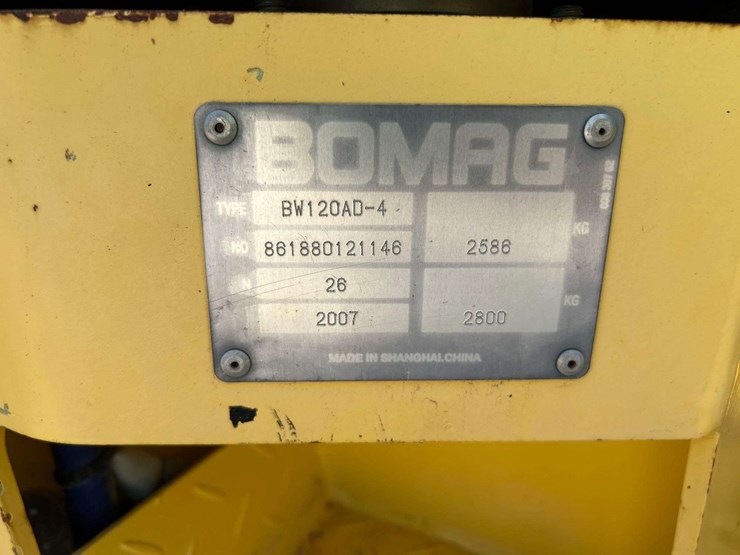 BOMAG
TYPE BW120AD-4
KG
NO 861880121146 2586
26
KG
2007 2800
MADE IN SHANGHAI.CHINA